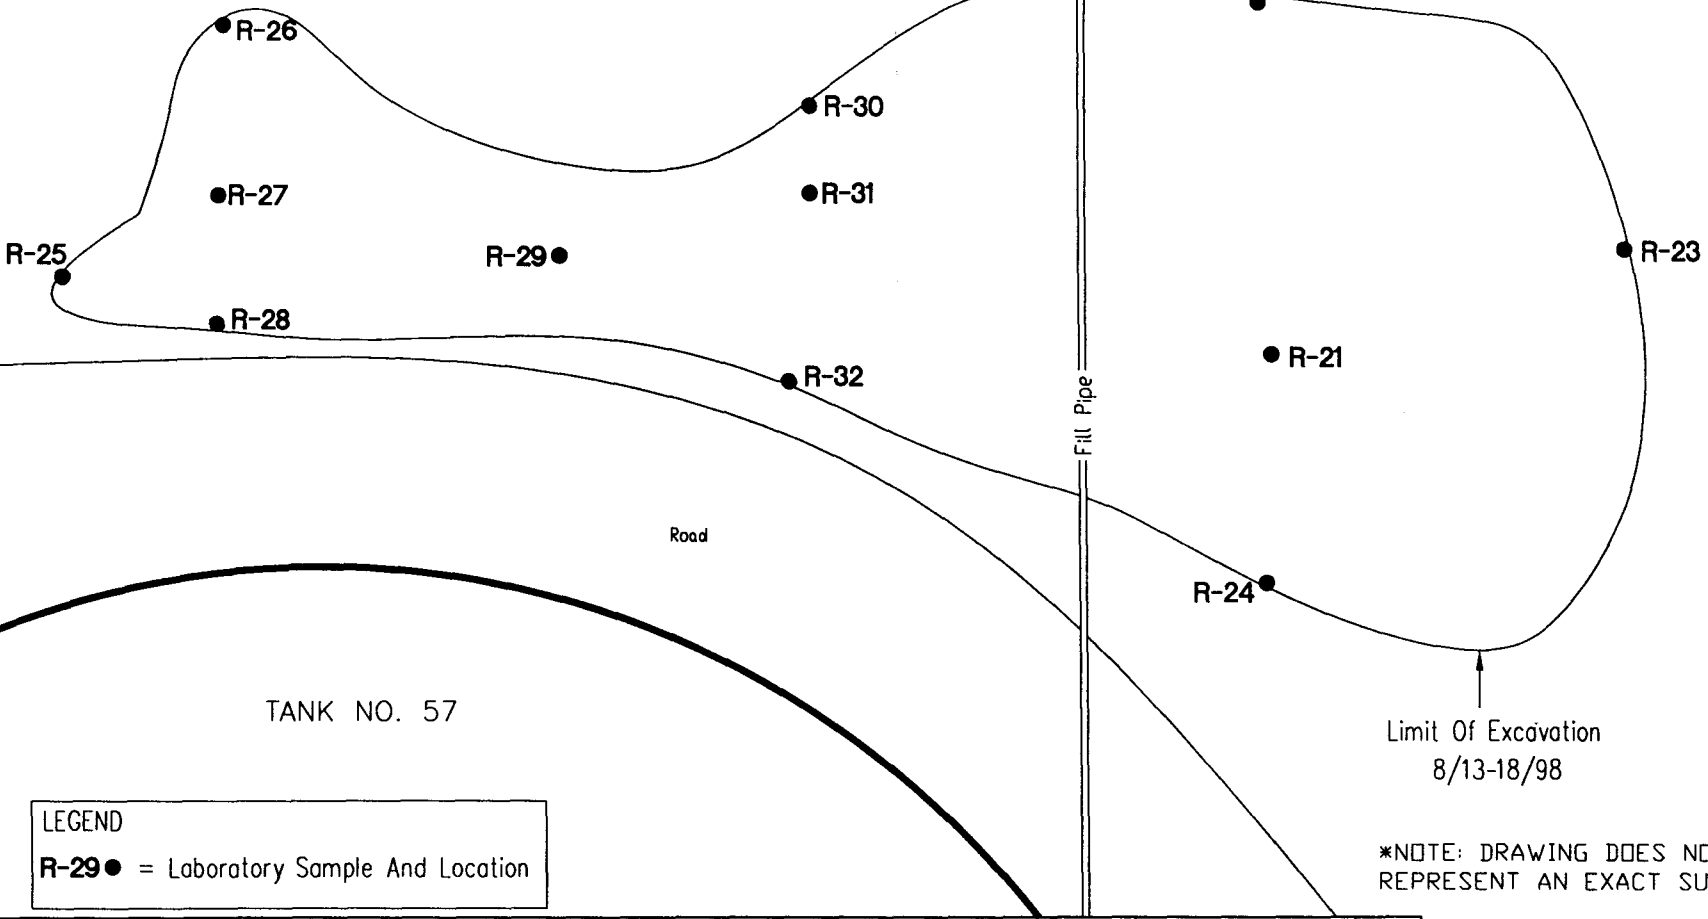 R-26
R-30
R-27
R-31
R-25
R-29
R-23
R-28
R-21
R-32
Fill Pipe
Road
R-24
TANK NO. 57
Limit Of Excavation
8/13-18/98
LEGEND
R-29 = Laboratory Sample And Location
*NOTE: DRAWING DOES NO
REPRESENT AN EXACT SU